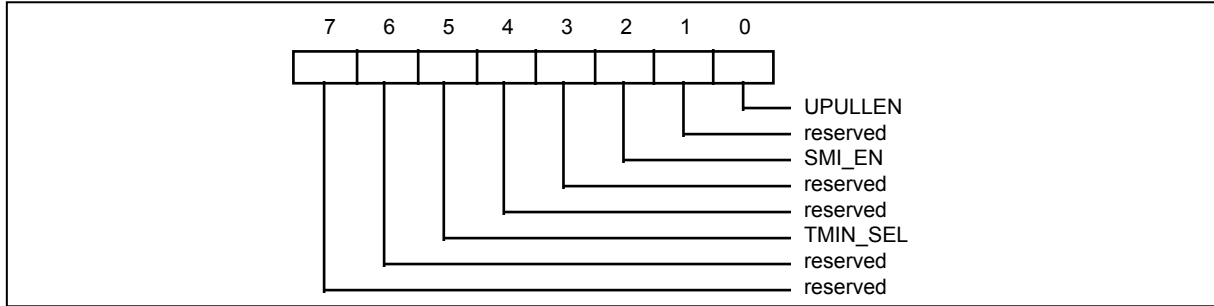 7 6 5 4 3 2 1 0
UPULLEN
reserved
SMI_EN
reserved
reserved
TMIN_SEL
reserved
reserved